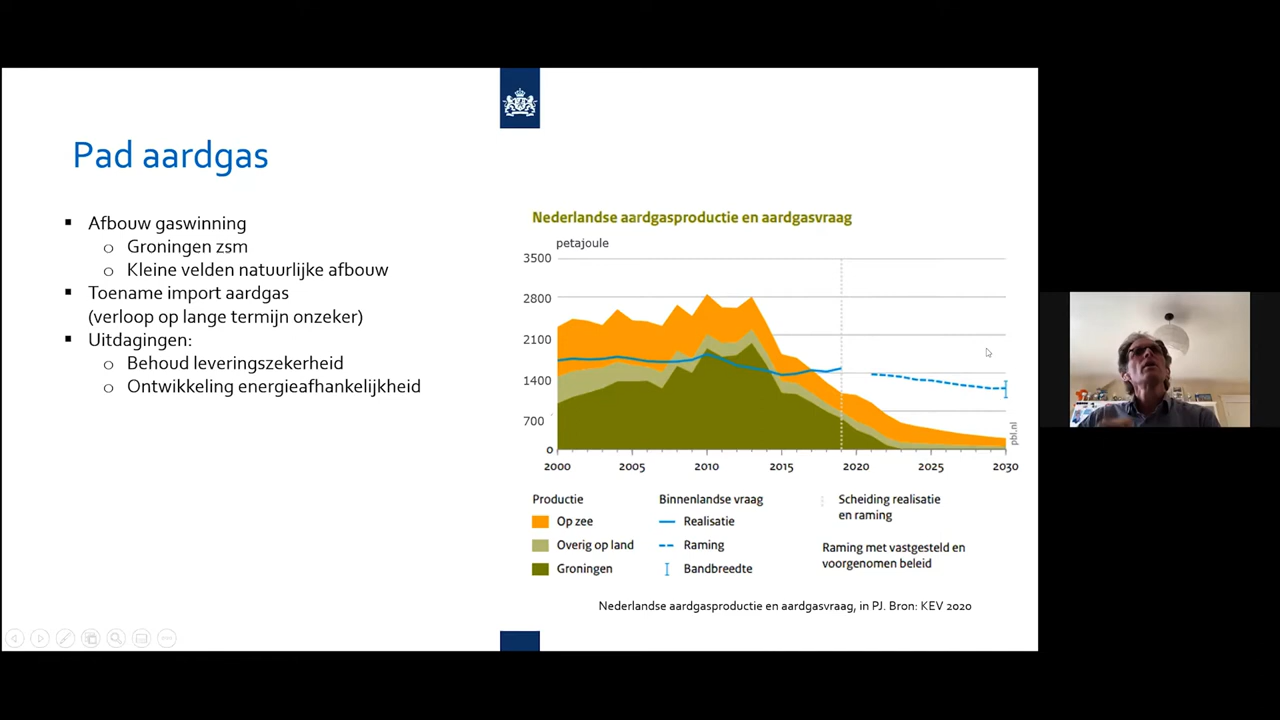 Pad aardgas
▪ Afbouw gaswinning
o Groningen zsm
o Kleine velden natuurlijke afbouw
▪ Toename import aardgas
(verloop op lange termijn onzeker)
▪ Uitdagingen:
o Behoud leveringszekerheid
o Ontwikkeling energieafhankelijkheid
Nederlandse aardgasproductie en aardgasvraag
petajoule
3500
2800
2100
1400
700
0
2000 2005 2010 2015 2020 2025 2030
pbl.nl
Productie
Op zee
Overig op land
Groningen
Binnenlandse vraag
Realisatie
Raming
Bandbreedte
Scheiding realisatie
en raming
Raming met vastgesteld en
voorgenomen beleid
Nederlandse aardgasproductie en aardgasvraag, in PJ. Bron: KEV 2020